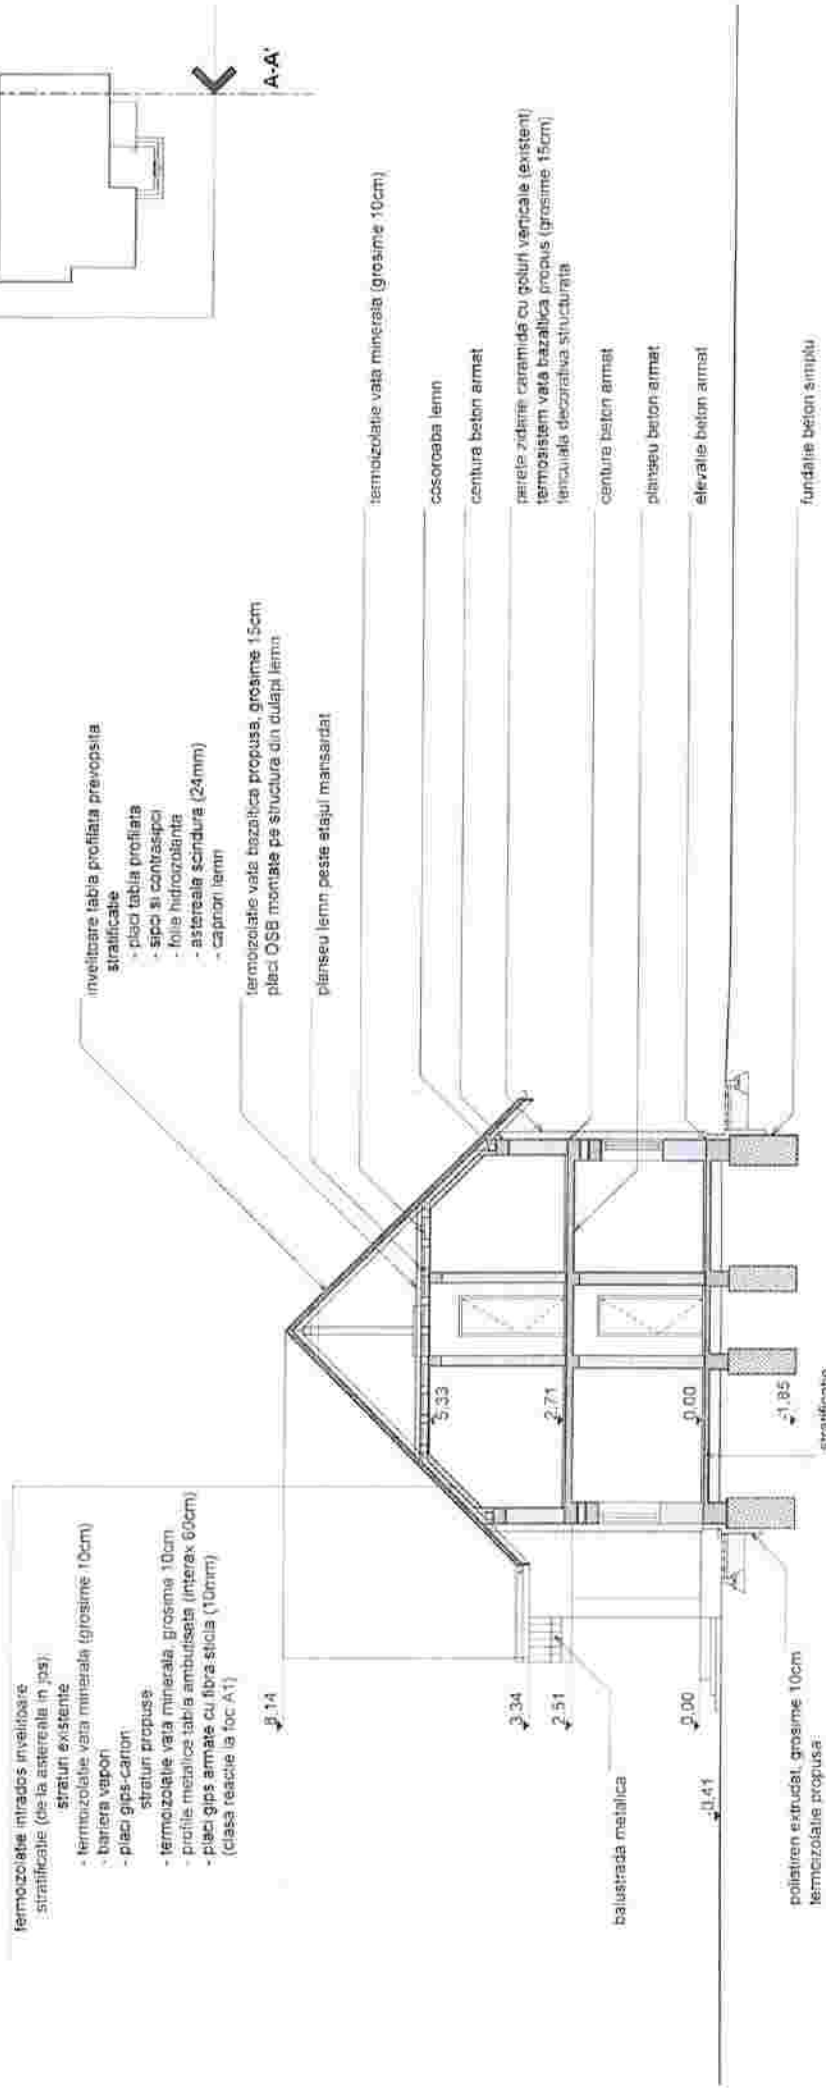 A-A'
termoizolatie intrados invelitoare
stratificatie (de la astereala in jos):
straturi existente
- termoizolatie vata minerala (grosime 10cm)
- bariera vapori
- placi gips-carton
straturi propuse
- termoizolatie vata minerala, grosime 10cm
- profile metalice tabla ambutisata (interax 60cm)
- placi gips armate cu fibra sticla (10mm)
(clasa reactie la foc A1)
invelitoare tabla profilata prevopsita
stratificatie
- placi tabla profilata
- sipci si contrasipci
- folie hidroizolanta
- astereala scindura (24mm)
- capriori lemn
termoizolatie vata bazaltica propusa, grosime 15cm
placi OSB montate pe structura din dulapi lemn
planseu lemn peste etajul mansardat
termoizolatie vata minerala (grosime 10cm)
cosoroaba lemn
centura beton armat
perete zidarie caramida cu goluri verticale (existent)
termosistem vata bazaltica propus (grosime 15cm)
tencuiala decorativa structurata
centura beton armat
planseu beton armat
elevatie beton armat
fundatie beton simplu
8.14
3.34
2.51
0.00
-0.41
5.33
2.71
0.00
-1.85
balustrada metalica
polistiren extrudat, grosime 10cm
termoizolatie propusa
stratificatie